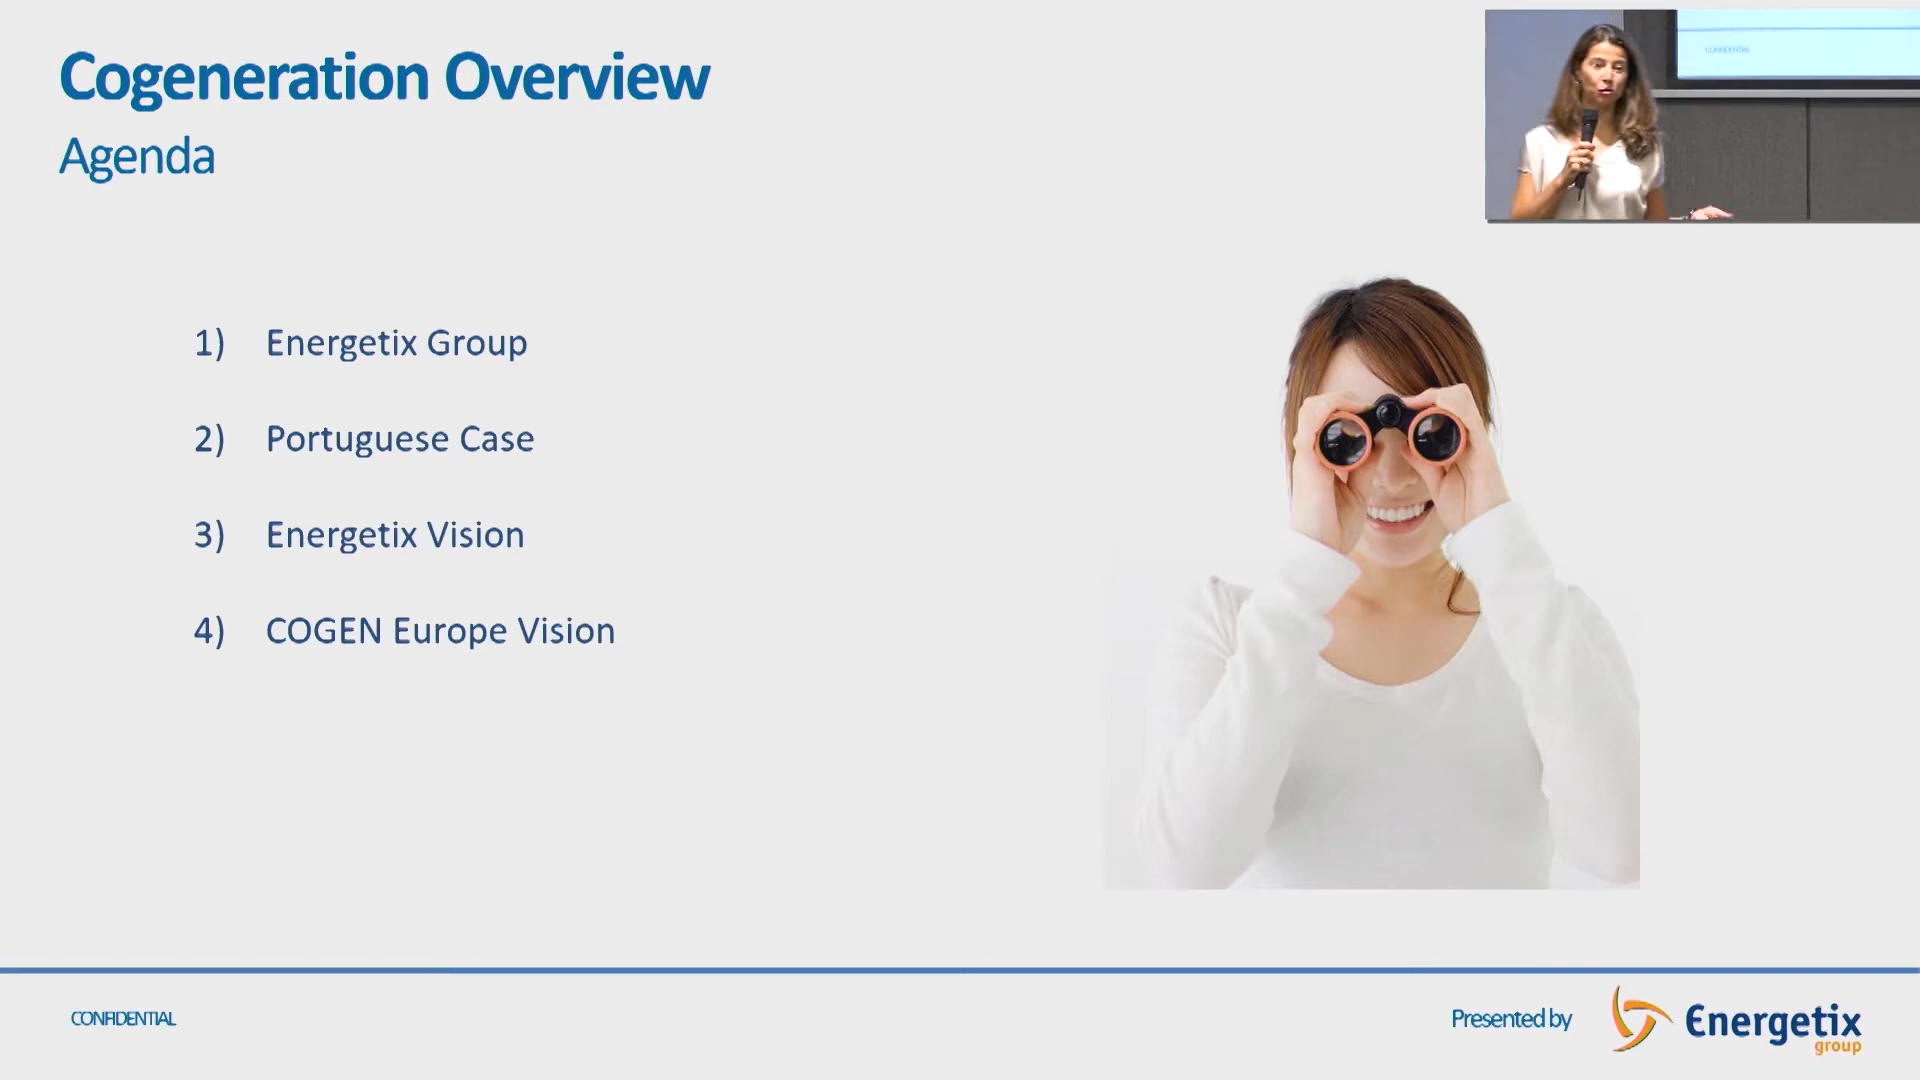 Cogeneration Overview
Agenda
CONFIDENTIAL
1) Energetix Group
2) Portuguese Case
3) Energetix Vision
4) COGEN Europe Vision
CONFIDENTIAL
Presented by
Energetix
group